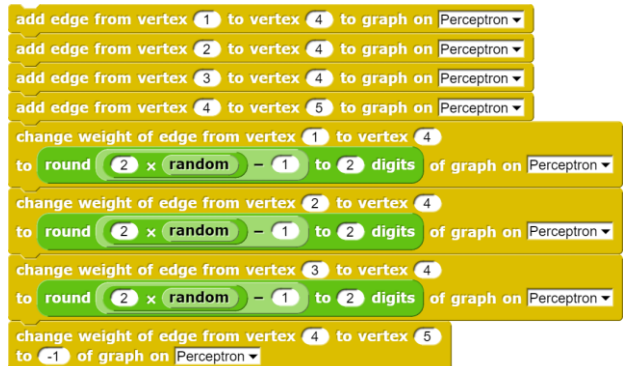 add edge from vertex 1 to vertex 4 to graph on Perceptron
add edge from vertex 2 to vertex 4 to graph on Perceptron
add edge from vertex 3 to vertex 4 to graph on Perceptron
add edge from vertex 4 to vertex 5 to graph on Perceptron
change weight of edge from vertex 1 to vertex 4
to round 2 × random − 1 to 2 digits of graph on Perceptron
change weight of edge from vertex 2 to vertex 4
to round 2 × random − 1 to 2 digits of graph on Perceptron
change weight of edge from vertex 3 to vertex 4
to round 2 × random − 1 to 2 digits of graph on Perceptron
change weight of edge from vertex 4 to vertex 5
to -1 of graph on Perceptron